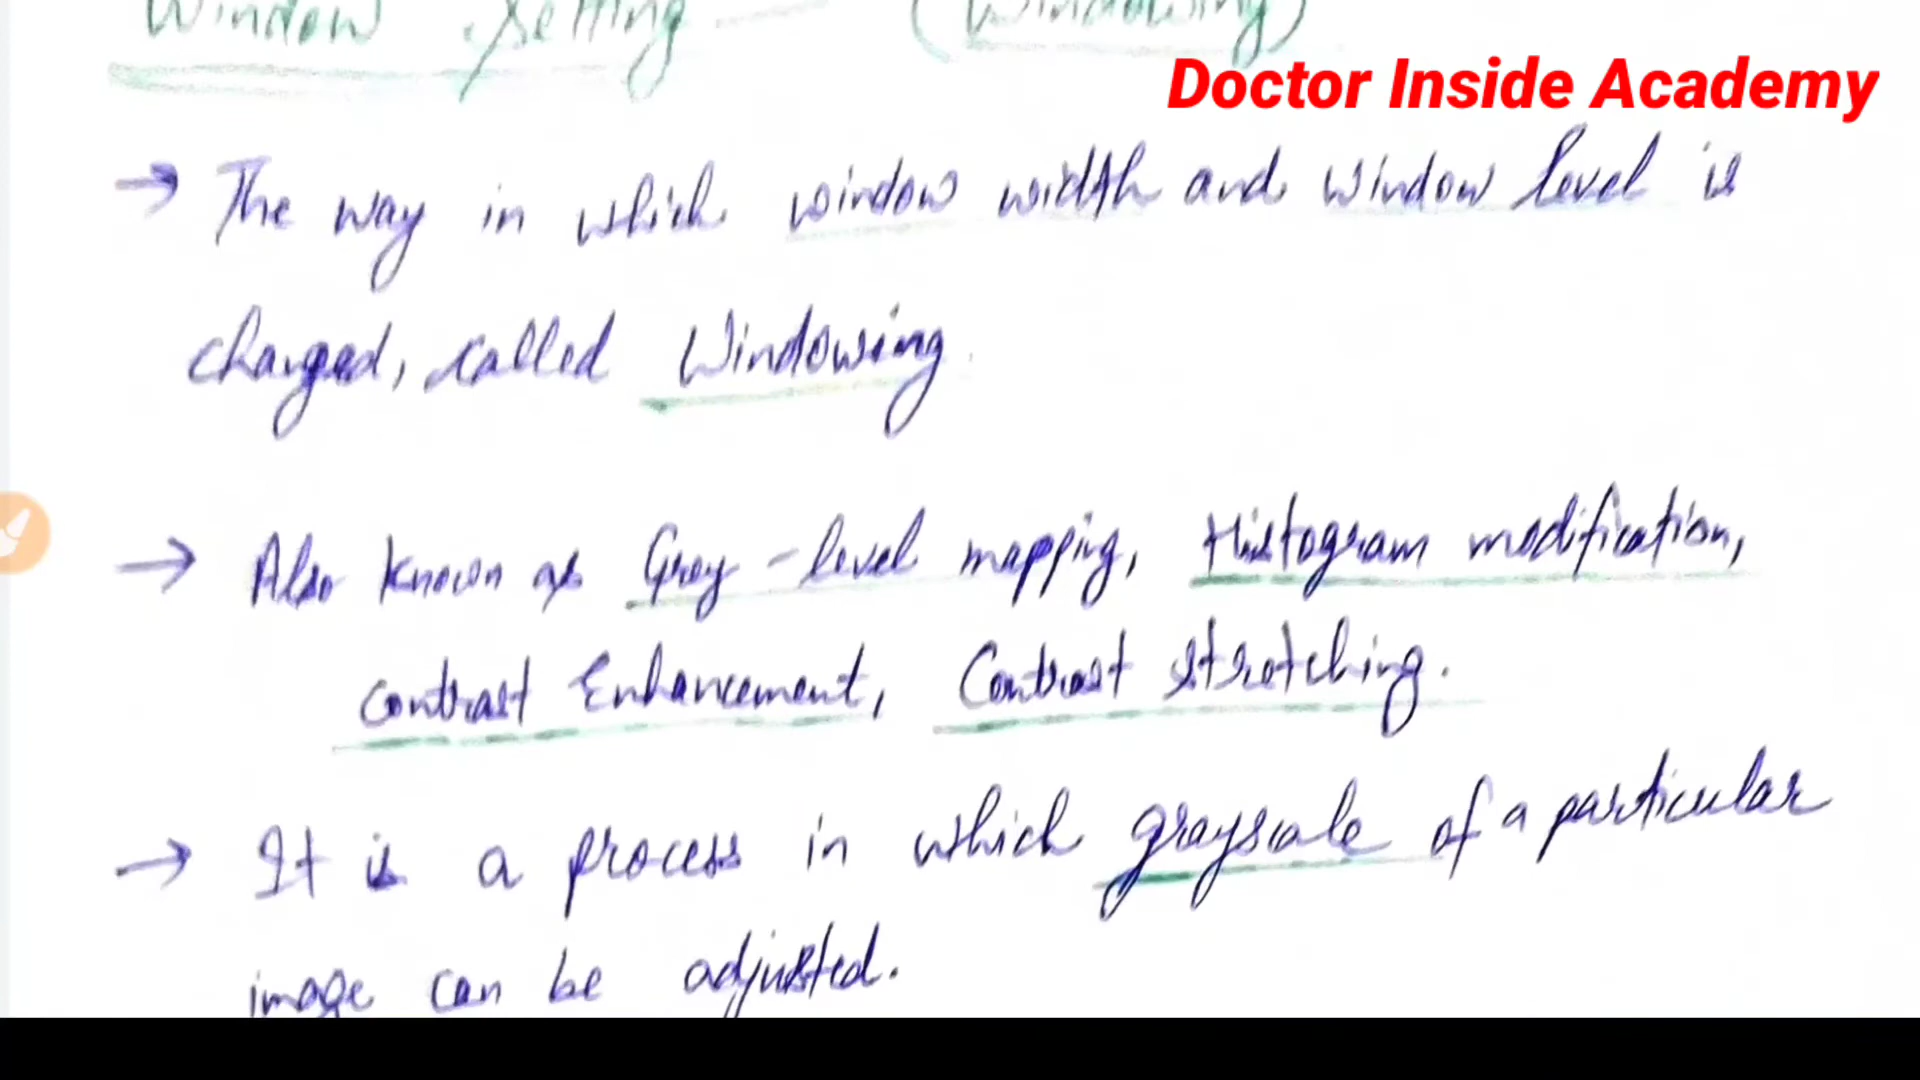 Window Setting — (Windowing)
Doctor Inside Academy
→ The way in which window width and window level is
changed, called Windowing.
→ Also known as Grey-level mapping, Histogram modification,
contrast Enhancement, Contrast stretching.
→ It is a process in which grayscale of a particular
image can be adjusted.